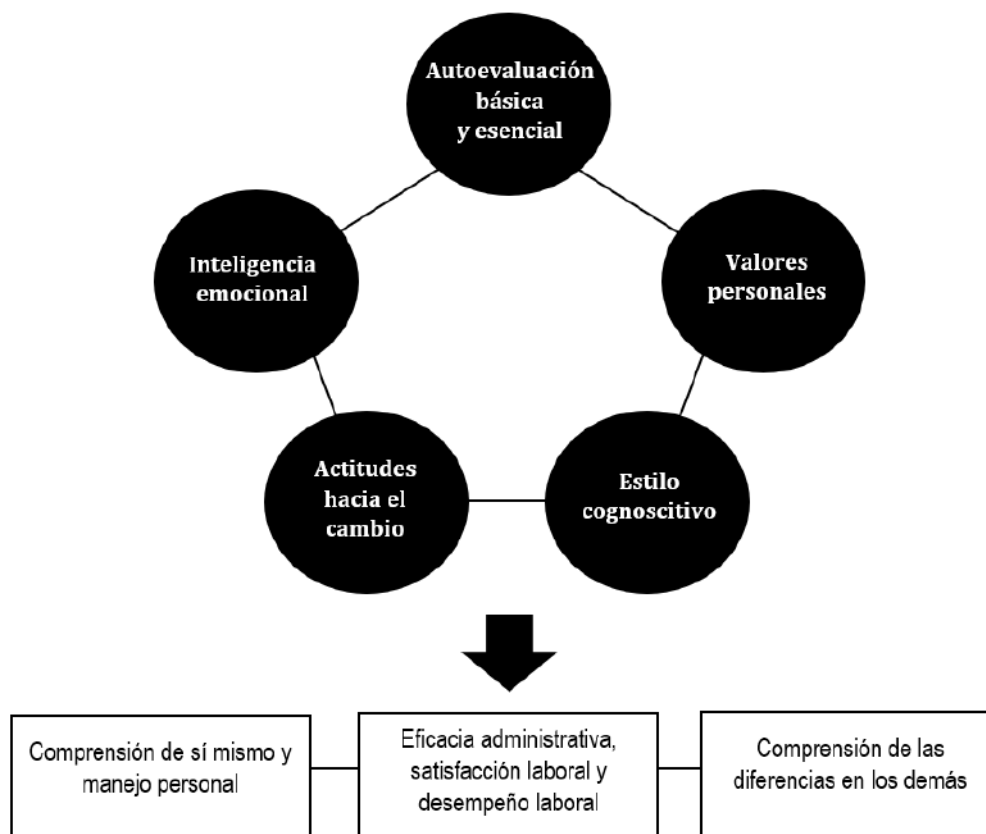 Autoevaluación
básica
y esencial
Inteligencia
emocional
Valores
personales
Actitudes
hacia el
cambio
Estilo
cognoscitivo
Comprensión de sí mismo y
manejo personal
Eficacia administrativa,
satisfacción laboral y
desempeño laboral
Comprensión de las
diferencias en los demás